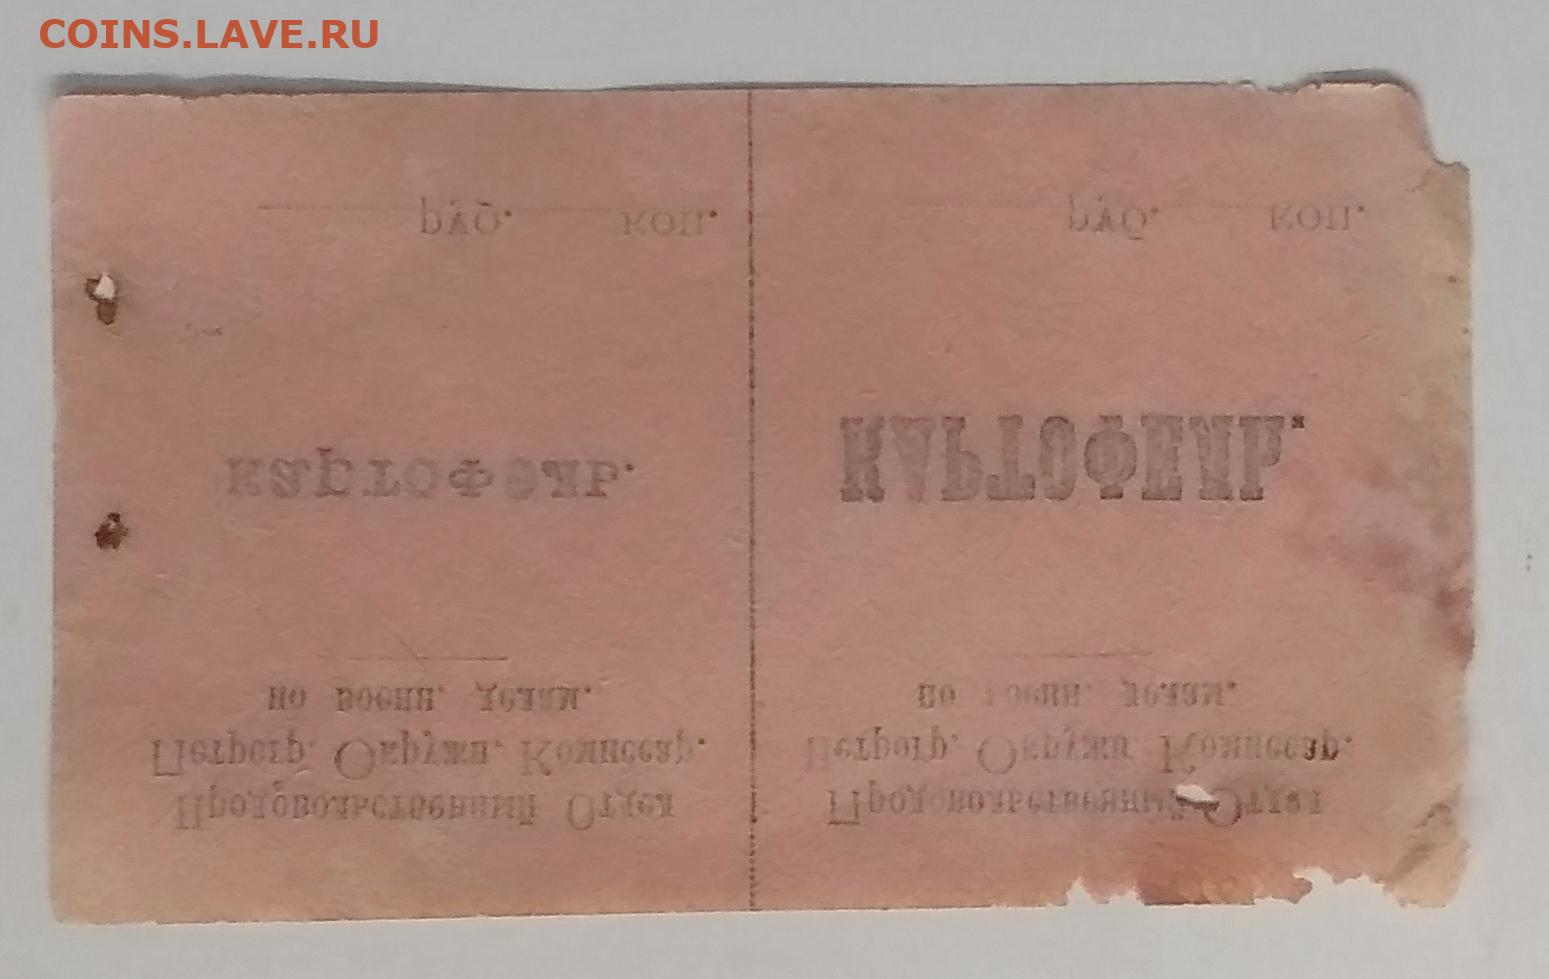 COINS.LAVE.RU
Продовольственный Отдел
Петрогр. Окружн. Комиссар.
по военн. делам.
картофель.
руб. коп.
Продовольственный Отдел
Петрогр. Окружн. Комиссар.
по военн. делам.
КАРТОФЕЛЬ.
руб. коп.